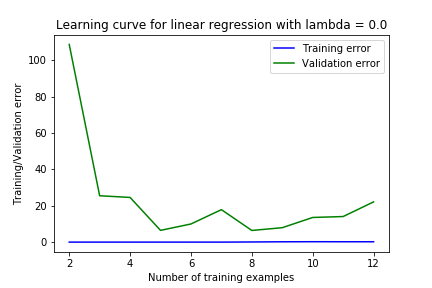 Learning curve for linear regression with lambda = 0.0
Training error
Validation error
Training/Validation error
100
80
60
40
20
0
2 4 6 8 10 12
Number of training examples